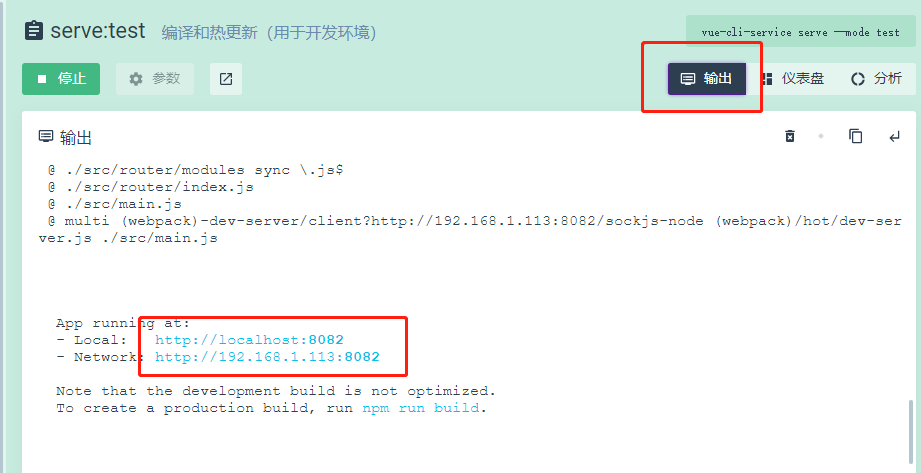 serve:test 编译和热更新（用于开发环境）
vue-cli-service serve --mode test
停止 参数 输出 仪表盘 分析
输出
@ ./src/router/modules sync \.js$
@ ./src/router/index.js
@ ./src/main.js
@ multi (webpack)-dev-server/client?http://192.168.1.113:8082/sockjs-node (webpack)/hot/dev-ser
ver.js ./src/main.js
App running at:
- Local: http://localhost:8082
- Network: http://192.168.1.113:8082
Note that the development build is not optimized.
To create a production build, run npm run build.